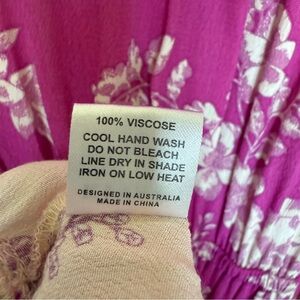 100% VISCOSE
COOL HAND WASH
DO NOT BLEACH
LINE DRY IN SHADE
IRON ON LOW HEAT
DESIGNED IN AUSTRALIA
MADE IN CHINA